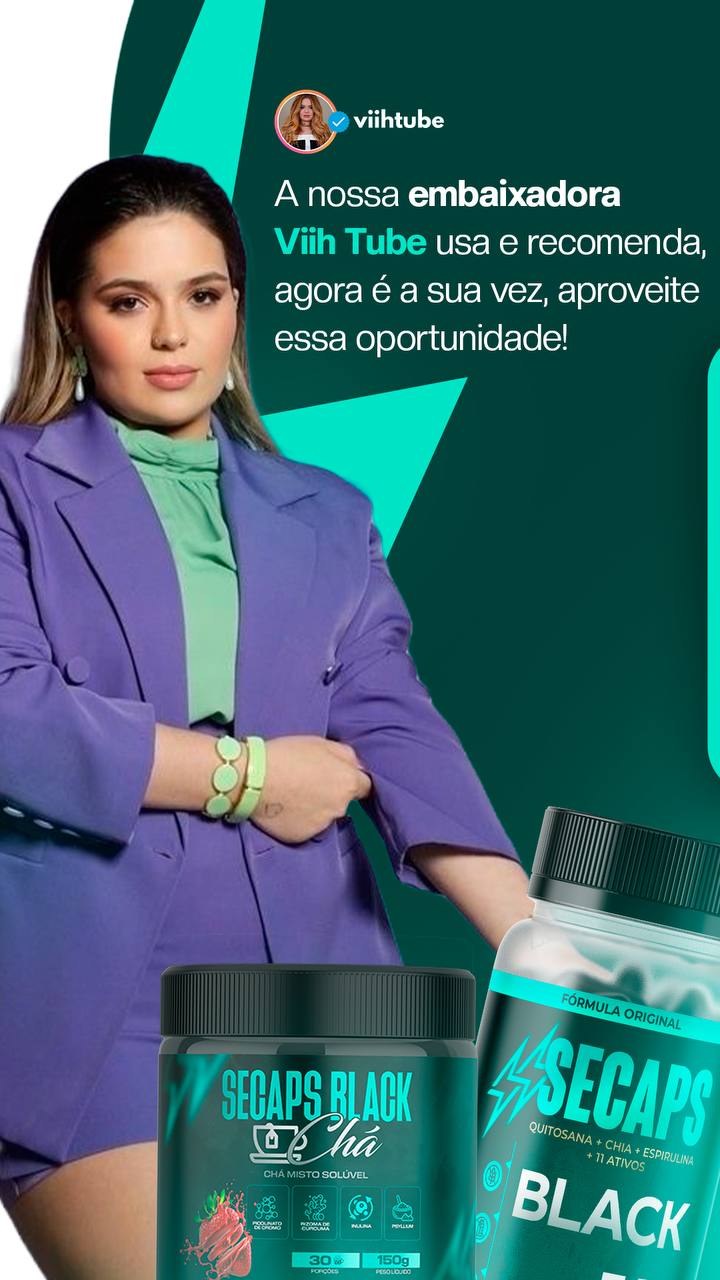 viihtube
A nossa embaixadora
Viih Tube usa e recomenda,
agora é a sua vez, aproveite
essa oportunidade!
FÓRMULA ORIGINAL
SECAPS
QUITOSANA + CHIA + ESPIRULINA
+ 11 ATIVOS
BLACK
SECAPS BLACK
Chá
CHÁ MISTO SOLÚVEL
PICOLINATO
DE CROMO
RIZOMA DE
CURCUMA
INULINA
PSYLLIUM
30
PORÇÕES
150g
PESO LÍQUIDO